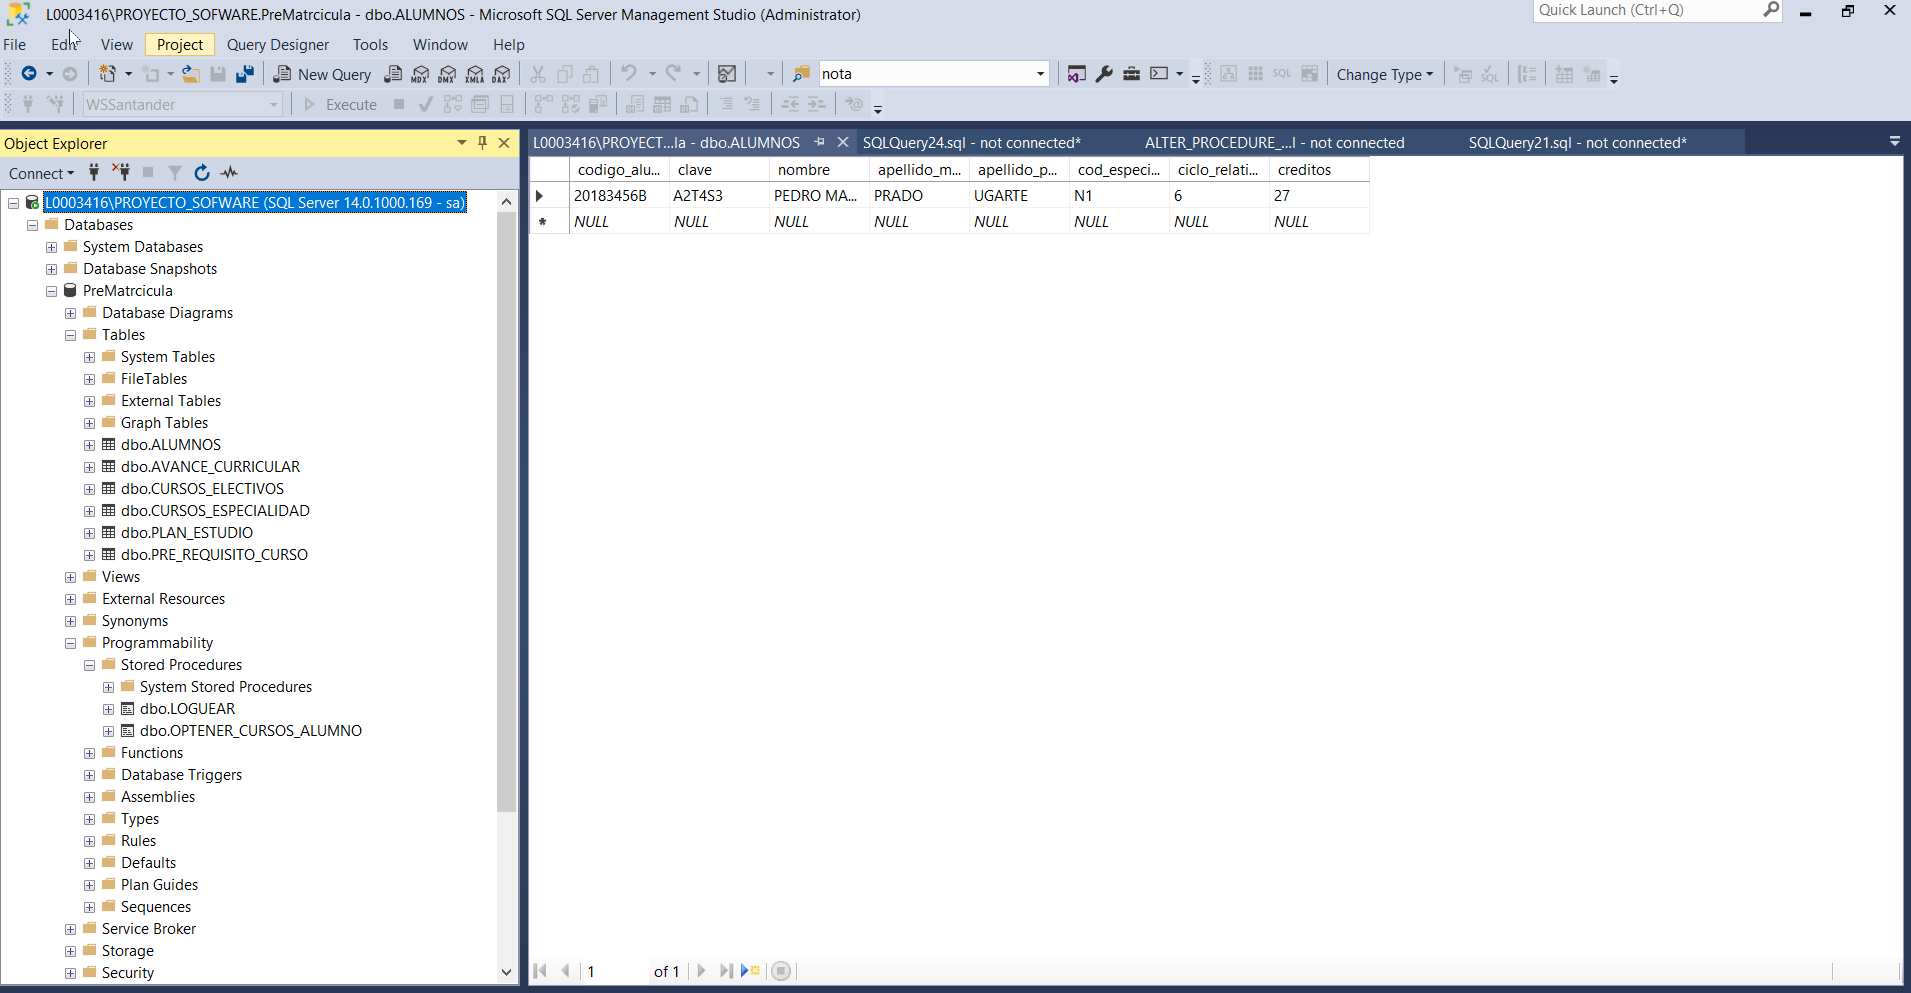 L0003416\PROYECTO_SOFWARE.PreMatrcicula - dbo.ALUMNOS - Microsoft SQL Server Management Studio (Administrator)
Quick Launch (Ctrl+Q)
File Edit View Project Query Designer Tools Window Help
New Query MDX DMX XMLA DAX nota SQL Change Type SQL
WSSantander Execute
Object Explorer
L0003416\PROYECT...la - dbo.ALUMNOS SQLQuery24.sql - not connected* ALTER_PROCEDURE_...l - not connected SQLQuery21.sql - not connected*
Connect
codigo_alu... clave nombre apellido_m... apellido_p... cod_especi... ciclo_relati... creditos
20183456B A2T4S3 PEDRO MA... PRADO UGARTE N1 6 27
NULL NULL NULL NULL NULL NULL NULL NULL
L0003416\PROYECTO_SOFWARE (SQL Server 14.0.1000.169 - sa)
Databases
System Databases
Database Snapshots
PreMatrcicula
Database Diagrams
Tables
System Tables
FileTables
External Tables
Graph Tables
dbo.ALUMNOS
dbo.AVANCE_CURRICULAR
dbo.CURSOS_ELECTIVOS
dbo.CURSOS_ESPECIALIDAD
dbo.PLAN_ESTUDIO
dbo.PRE_REQUISITO_CURSO
Views
External Resources
Synonyms
Programmability
Stored Procedures
System Stored Procedures
dbo.LOGUEAR
dbo.OPTENER_CURSOS_ALUMNO
Functions
Database Triggers
Assemblies
Types
Rules
Defaults
Plan Guides
Sequences
Service Broker
Storage
Security
1 of 1